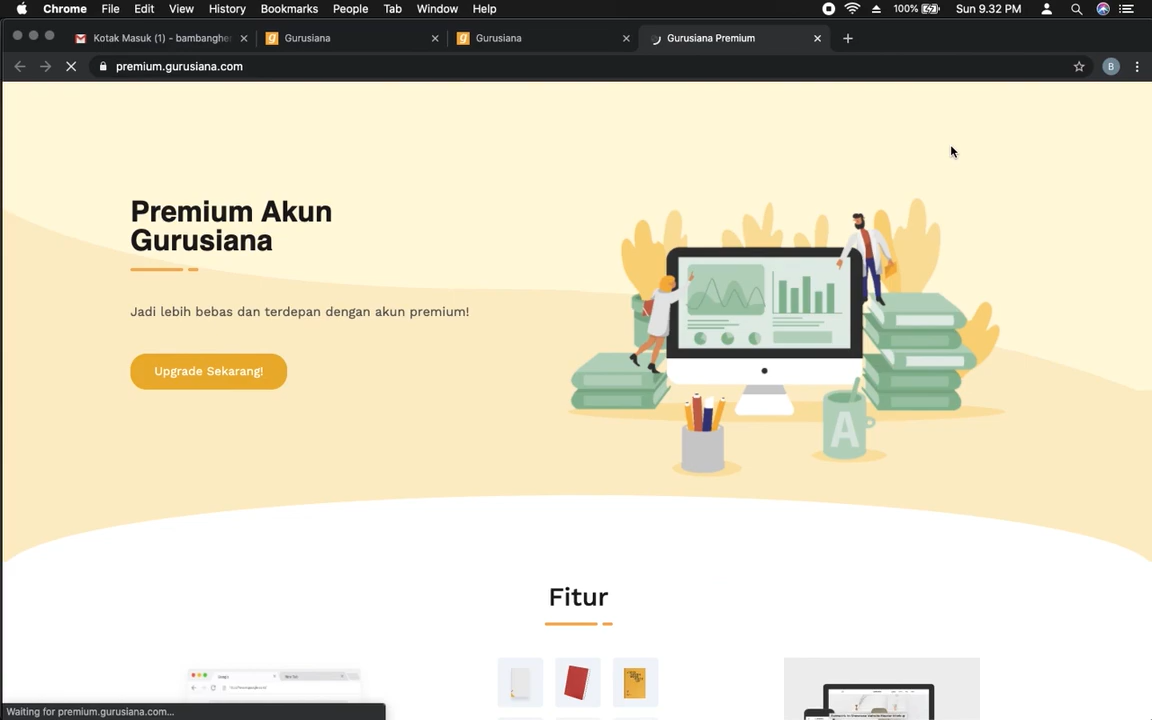 Chrome File Edit View History Bookmarks People Tab Window Help 100% Sun 9.32 PM
Kotak Masuk (1) - bambangher Gurusiana Gurusiana Gurusiana Premium
premium.gurusiana.com B
Premium Akun
Gurusiana
Jadi lebih bebas dan terdepan dengan akun premium!
Upgrade Sekarang!
A
Fitur
Waiting for premium.gurusiana.com...